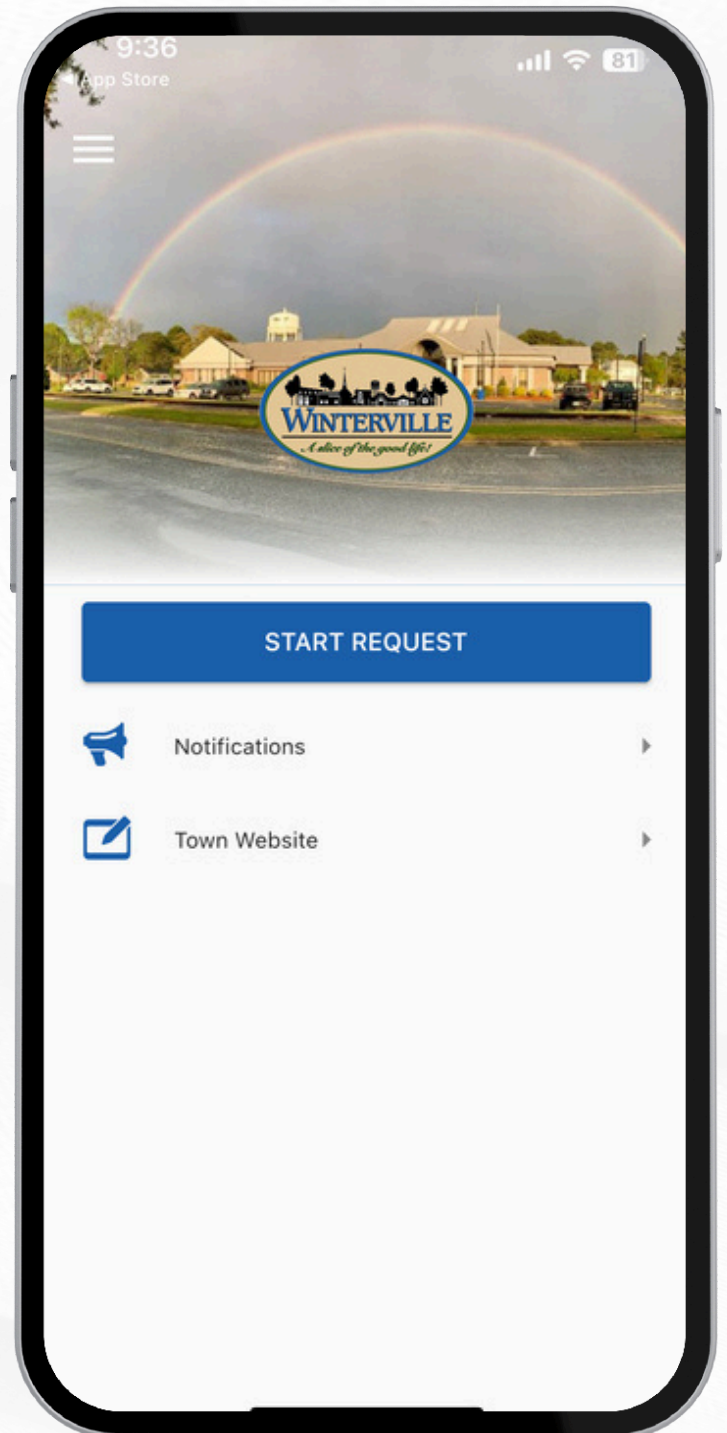 9:36
81
App Store
WINTERVILLE
A slice of the good life!
START REQUEST
Notifications
Town Website